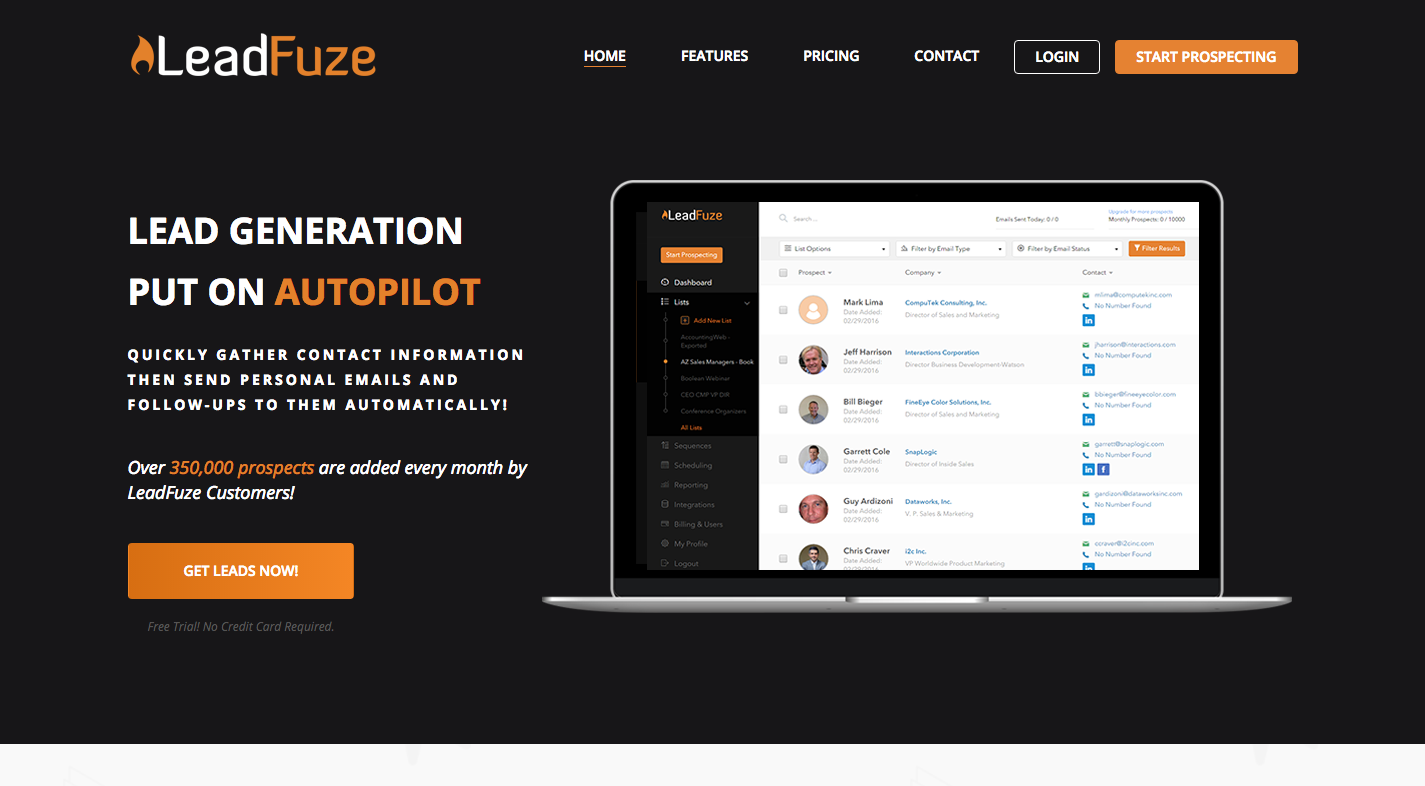 LeadFuze
HOME
FEATURES
PRICING
CONTACT
LOGIN
START PROSPECTING
LEAD GENERATION
PUT ON AUTOPILOT
QUICKLY GATHER CONTACT INFORMATION
THEN SEND PERSONAL EMAILS AND
FOLLOW-UPS TO THEM AUTOMATICALLY!
Over 350,000 prospects are added every month by
LeadFuze Customers!
GET LEADS NOW!
Free Trial! No Credit Card Required.
LeadFuze
Start Prospecting
Dashboard
Lists
Add New List
AccountingWeb -
Exported
AZ Sales Managers - Book
Boolean Webinar
CEO CMP VP DIR
Conference Organizers
All Lists
Sequences
Scheduling
Reporting
Integrations
Billing & Users
My Profile
Logout
Search...
Emails Sent Today: 0 / 0
Upgrade for more prospects
Monthly Prospects: 0 / 10000
List Options
Filter by Email Type
Filter by Email Status
Filter Results
Prospect
Company
Contact
Mark Lima
Date Added:
02/29/2016
CompuTek Consulting, Inc.
Director of Sales and Marketing
mlima@computekinc.com
No Number Found
in
Jeff Harrison
Date Added:
02/29/2016
Interactions Corporation
Director Business Development-Watson
jharrison@interactions.com
No Number Found
in
Bill Bieger
Date Added:
02/29/2016
FineEye Color Solutions, Inc.
Director of Sales and Marketing
bbieger@fineeyecolor.com
No Number Found
in
Garrett Cole
Date Added:
02/29/2016
SnapLogic
Director of Inside Sales
garrett@snaplogic.com
No Number Found
in f
Guy Ardizoni
Date Added:
02/29/2016
Dataworks, Inc.
V. P. Sales & Marketing
gardizoni@dataworksinc.com
No Number Found
in
Chris Craver
Date Added:
02/29/2016
i2c Inc.
VP Worldwide Product Marketing
ccraver@i2cinc.com
No Number Found
in